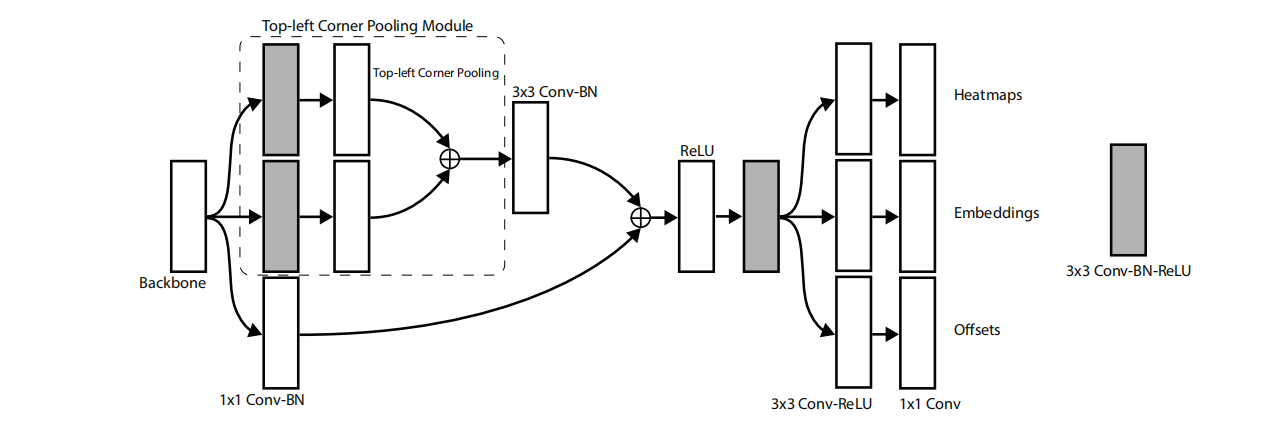 Top-left Corner Pooling Module
Top-left Corner Pooling
3x3 Conv-BN
Heatmaps
ReLU
Embeddings
3x3 Conv-BN-ReLU
Backbone
Offsets
1x1 Conv-BN
3x3 Conv-ReLU
1x1 Conv